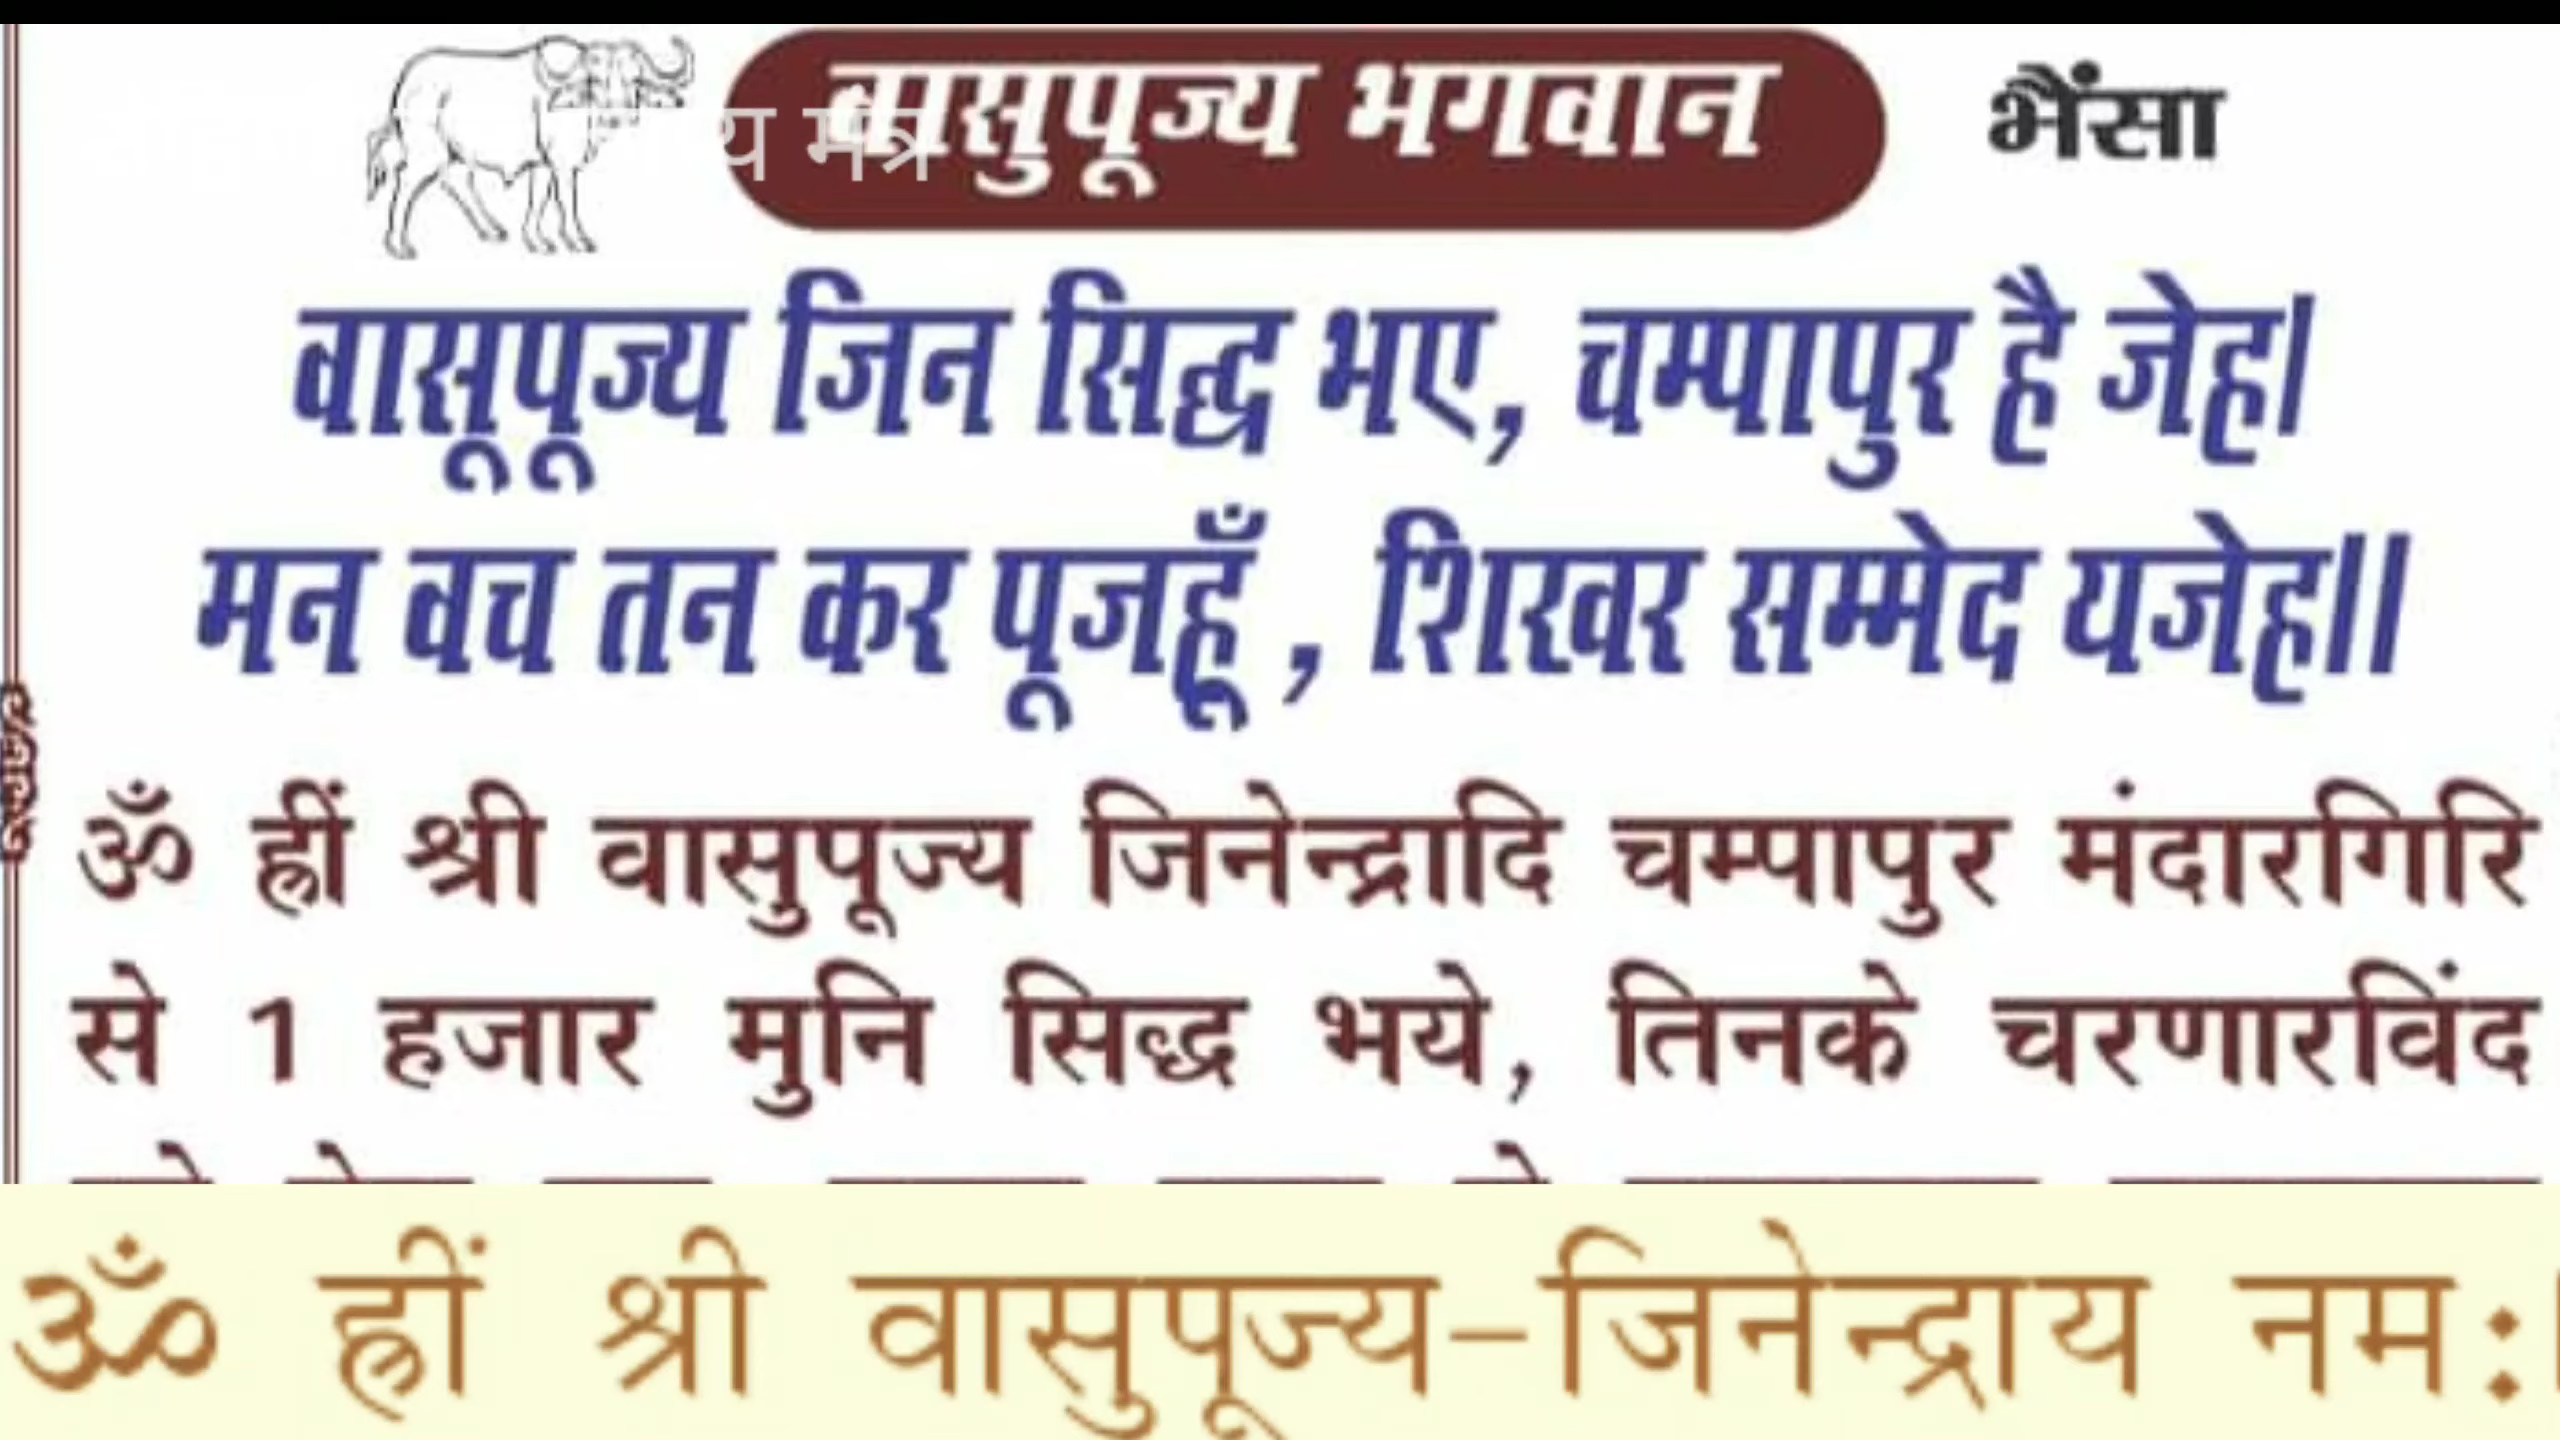 वासुपूज्य भगवान
भैंसा
मंत्र
वासूपूज्य जिन सिद्ध भए, चम्पापुर है जेह।
मन वच तन कर पूजहूँ , शिखर सम्मेद यजेह।।
ॐ ह्रीं श्री वासुपूज्य जिनेन्द्रादि चम्पापुर मंदारगिरि
से 1 हजार मुनि सिद्ध भये, तिनके चरणारविंद
ॐ ह्रीं श्री वासुपूज्य-जिनेन्द्राय नमः।